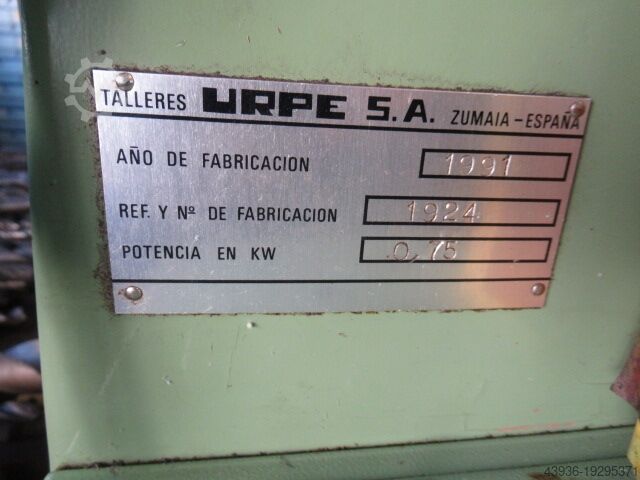 TALLERES URPE S.A. ZUMAIA-ESPAÑA
AÑO DE FABRICACION 1991
REF. Y Nº DE FABRICACION 1924
POTENCIA EN KW 0,75
43936-19295371